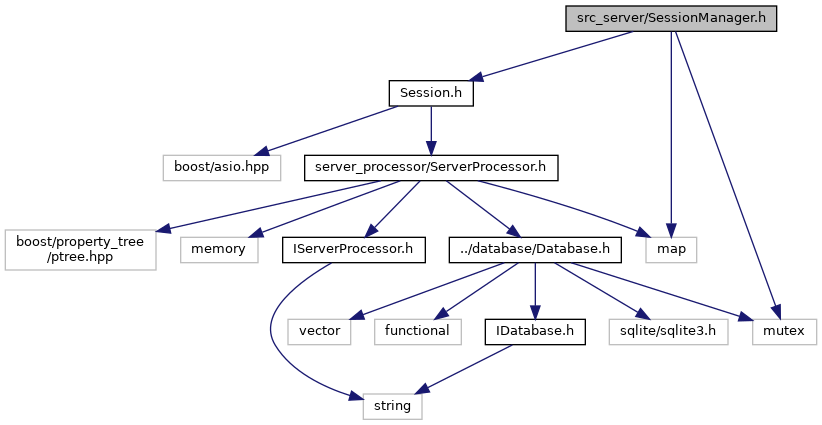 src_server/SessionManager.h
Session.h
boost/asio.hpp
server_processor/ServerProcessor.h
boost/property_tree
/ptree.hpp
memory
IServerProcessor.h
../database/Database.h
map
vector
functional
IDatabase.h
sqlite/sqlite3.h
mutex
string